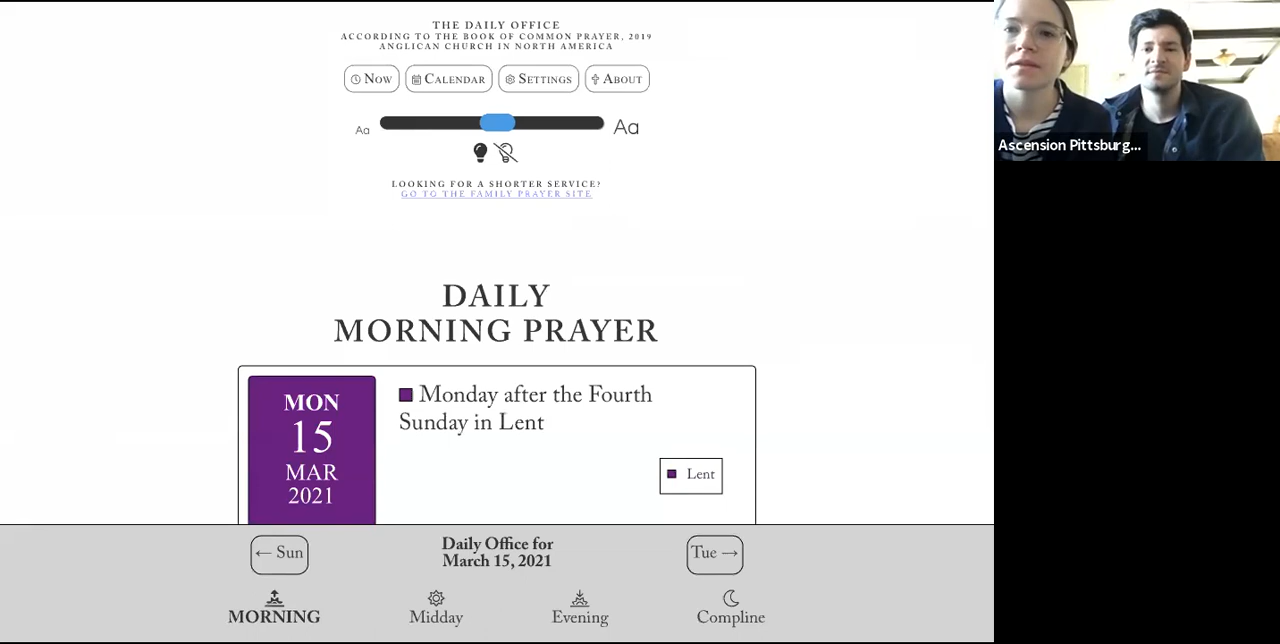 THE DAILY OFFICE
ACCORDING TO THE BOOK OF COMMON PRAYER, 2019
ANGLICAN CHURCH IN NORTH AMERICA
NOW CALENDAR SETTINGS ABOUT
Aa Aa
LOOKING FOR A SHORTER SERVICE?
GO TO THE FAMILY PRAYER SITE
DAILY
MORNING PRAYER
MON
15
MAR
2021
Monday after the Fourth
Sunday in Lent
Lent
← Sun
Daily Office for
March 15, 2021
Tue →
MORNING Midday Evening Compline
Ascension Pittsburg...